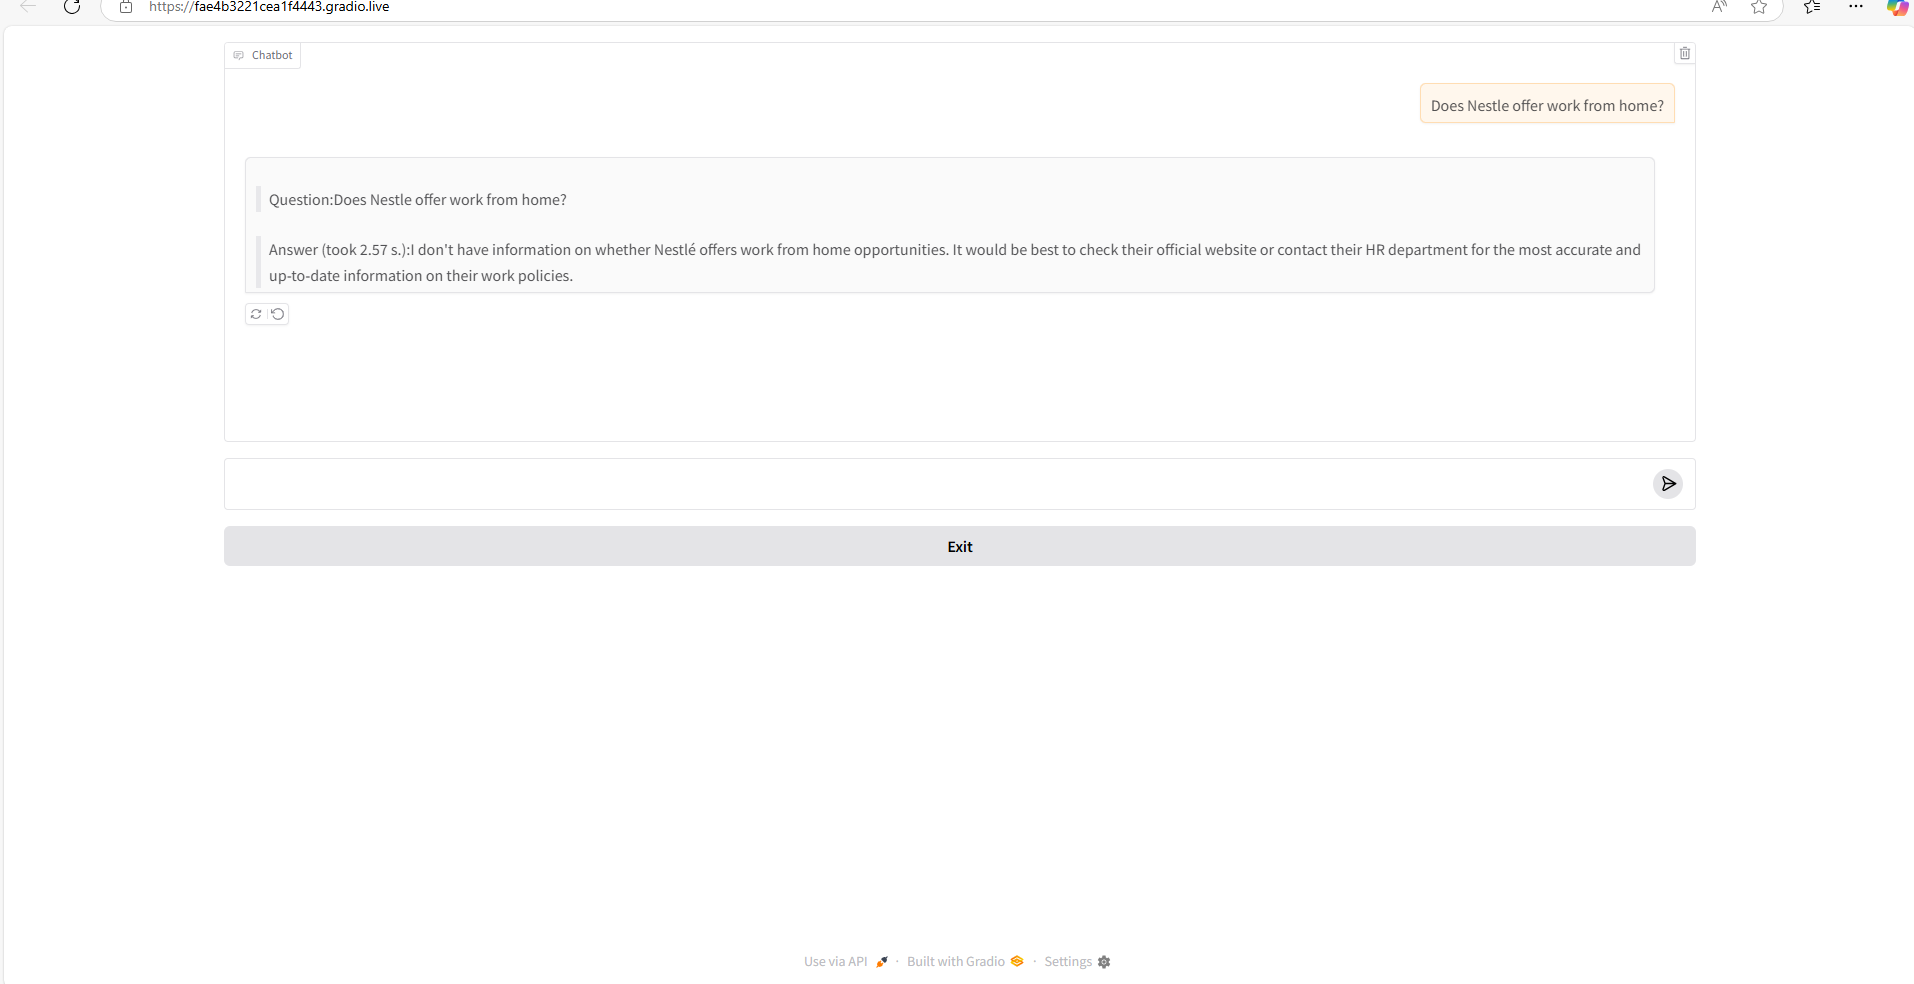 https://fae4b3221cea1f4443.gradio.live
Chatbot
Does Nestle offer work from home?
Question:Does Nestle offer work from home?
Answer (took 2.57 s.):I don't have information on whether Nestlé offers work from home opportunities. It would be best to check their official website or contact their HR department for the most accurate and
up-to-date information on their work policies.
Exit
Use via API · Built with Gradio · Settings